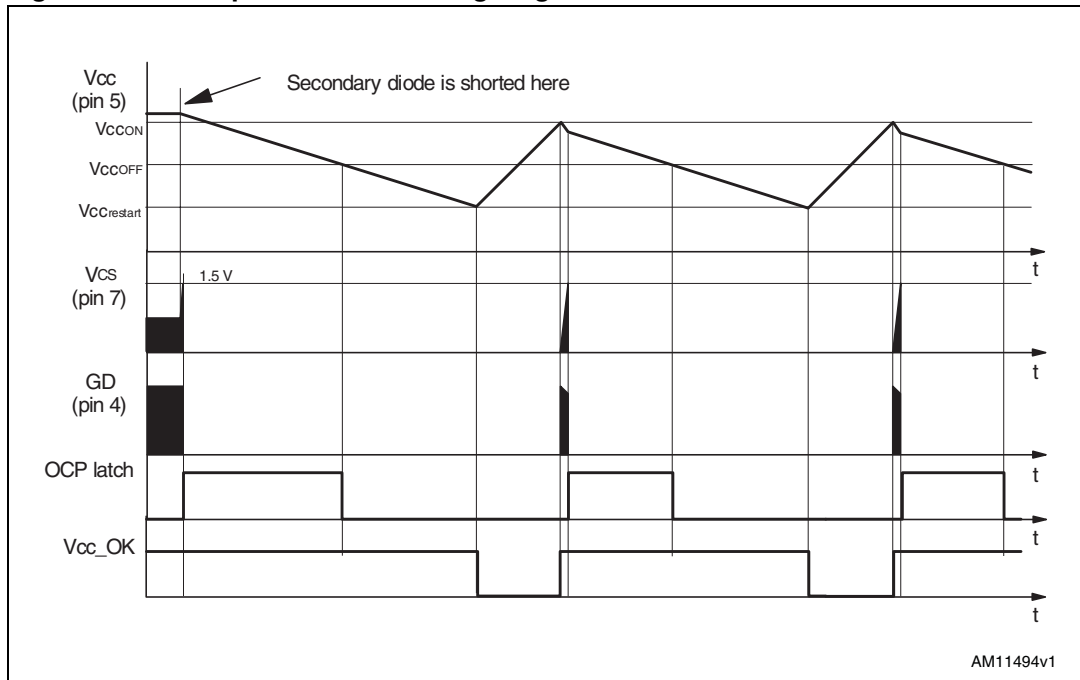 Vcc
(pin 5)
Secondary diode is shorted here
VccON
VccOFF
Vccrestart
t
Vcs
(pin 7)
1.5 V
t
GD
(pin 4)
t
OCP latch
t
Vcc_OK
t
AM11494v1